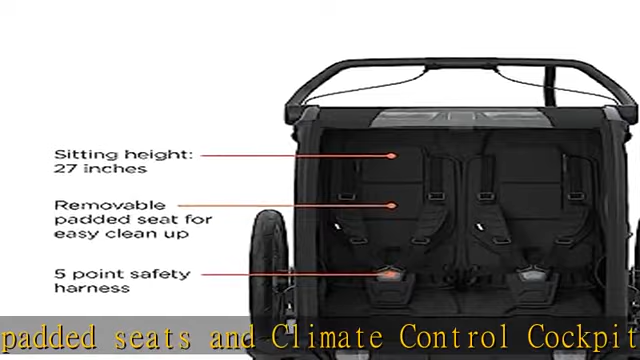 Sitting height:
27 inches
Removable
padded seat for
easy clean up
5 point safety
harness
padded seats and Climate Control Cockpit